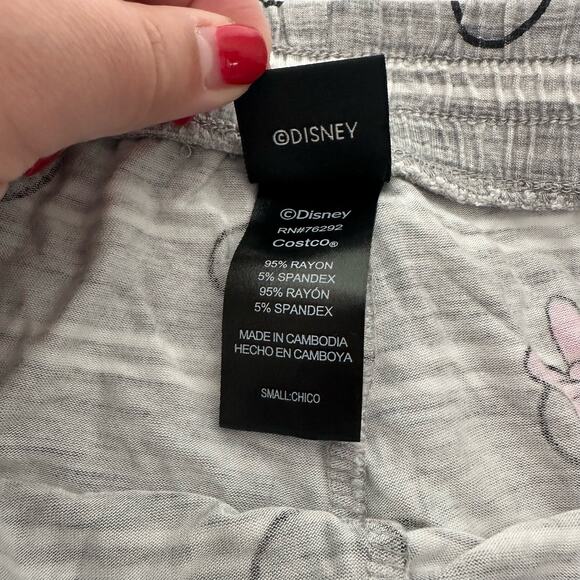 ©DISNEY
©Disney
RN#76292
Costco®
95% RAYON
5% SPANDEX
95% RAYÓN
5% SPANDEX
MADE IN CAMBODIA
HECHO EN CAMBOYA
SMALL:CHICO